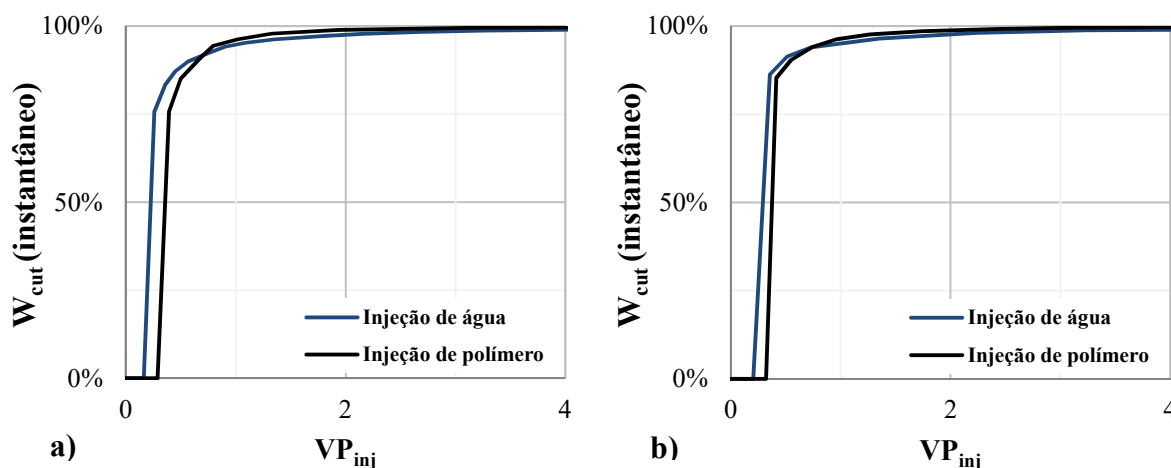 100%
50%
0%
W_cut (instantâneo)
Injeção de água
Injeção de polímero
0
2
4
VP_inj
a)
100%
50%
0%
W_cut (instantâneo)
Injeção de água
Injeção de polímero
0
2
4
VP_inj
b)